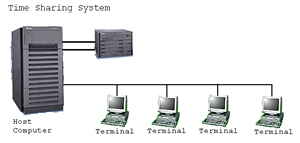 Time Sharing System
Host
Computer
Terminal
Terminal
Terminal
Terminal